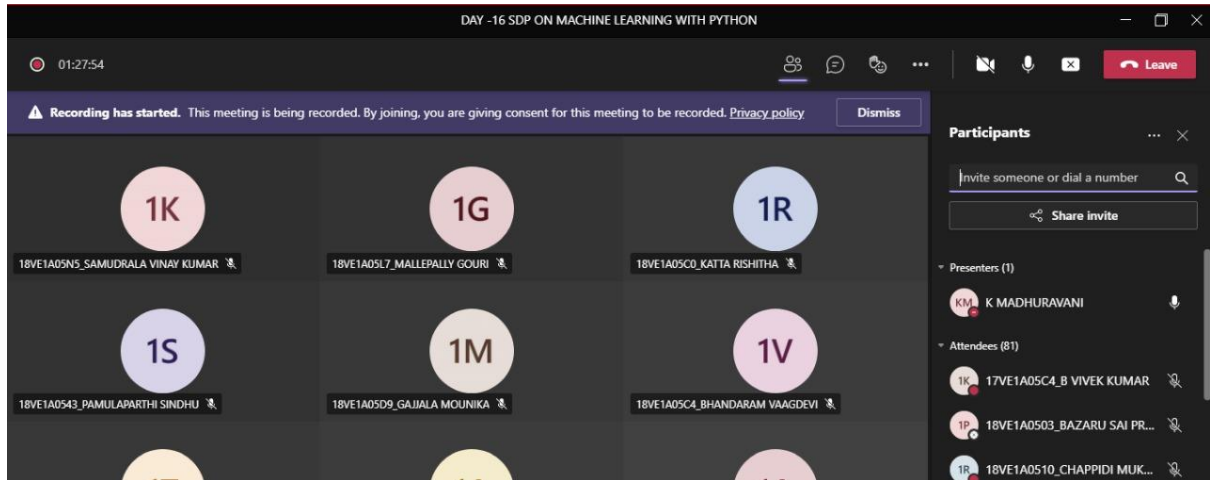 DAY -16 SDP ON MACHINE LEARNING WITH PYTHON
01:27:54
Leave
Recording has started. This meeting is being recorded. By joining, you are giving consent for this meeting to be recorded. Privacy policy
Dismiss
1K
1G
1R
18VE1A05N5_SAMUDRALA VINAY KUMAR
18VE1A05L7_MALLEPALLY GOURI
18VE1A05C0_KATTA RISHITHA
1S
1M
1V
18VE1A0543_PAMULAPARTHI SINDHU
18VE1A05D9_GAJJALA MOUNIKA
18VE1A05C4_BHANDARAM VAAGDEVI
Participants
Invite someone or dial a number
Share invite
Presenters (1)
KM K MADHURAVANI
Attendees (81)
1K 17VE1A05C4_B VIVEK KUMAR
1P 18VE1A0503_BAZARU SAI PR...
1R 18VE1A0510_CHAPPIDI MUK...